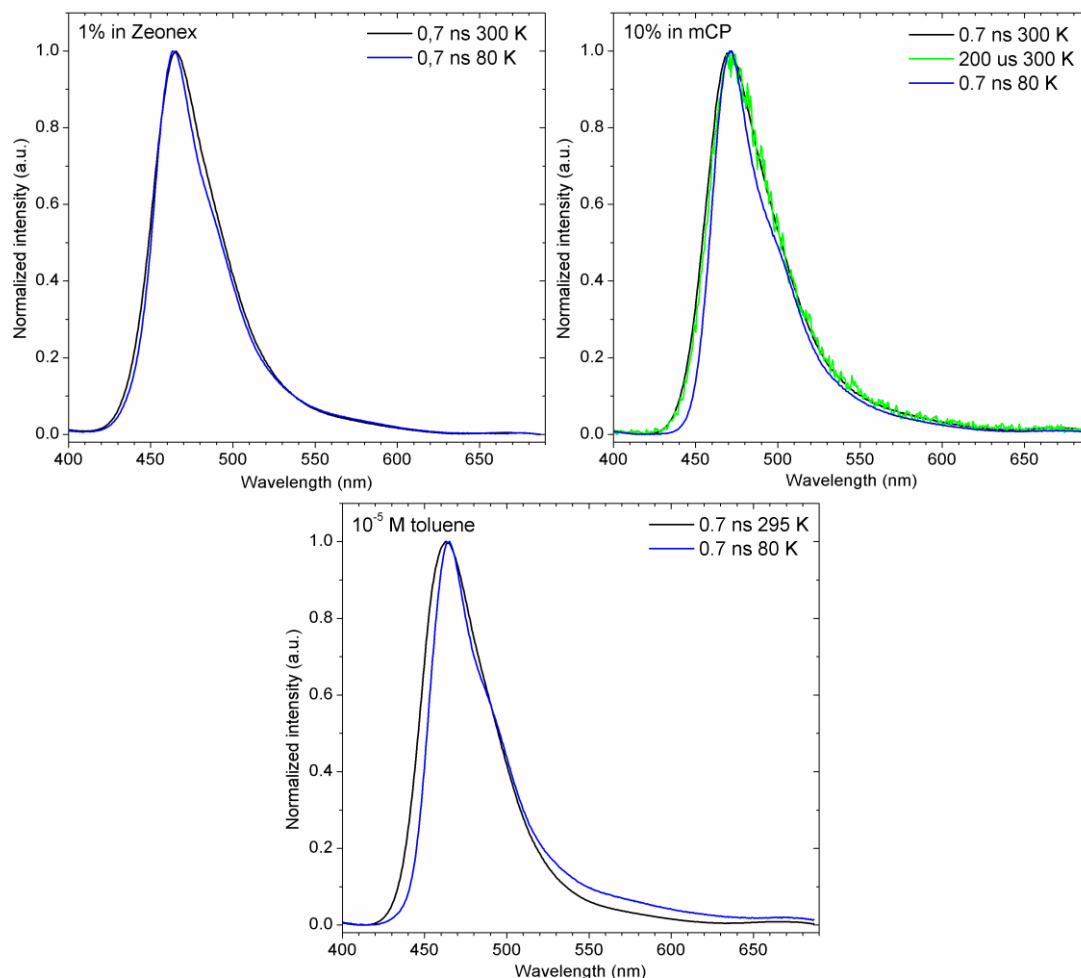 1% in Zeonex
0,7 ns 300 K
0,7 ns 80 K
1.0
0.8
0.6
0.4
0.2
0.0
Normalized intensity (a.u.)
400 450 500 550 600 650
Wavelength (nm)
10% in mCP
0.7 ns 300 K
200 us 300 K
0.7 ns 80 K
1.0
0.8
0.6
0.4
0.2
0.0
Normalized intensity (a.u.)
400 450 500 550 600 650
Wavelength (nm)
10⁻⁵ M toluene
0.7 ns 295 K
0.7 ns 80 K
1.0
0.8
0.6
0.4
0.2
0.0
Normalized intensity (a.u.)
400 450 500 550 600 650
Wavelength (nm)